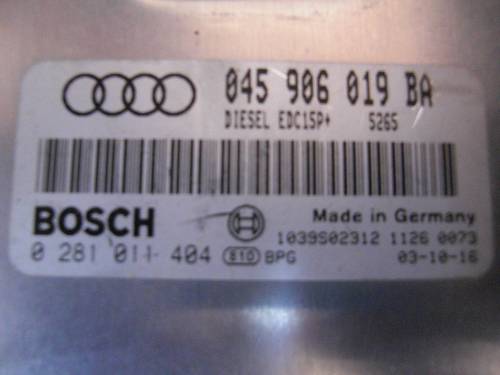 045 906 019 BA
DIESEL EDC15P+ 5265
BOSCH
Made in Germany
0 281 011 404
1039S02312 1126 0073
810 BPG 03-10-16